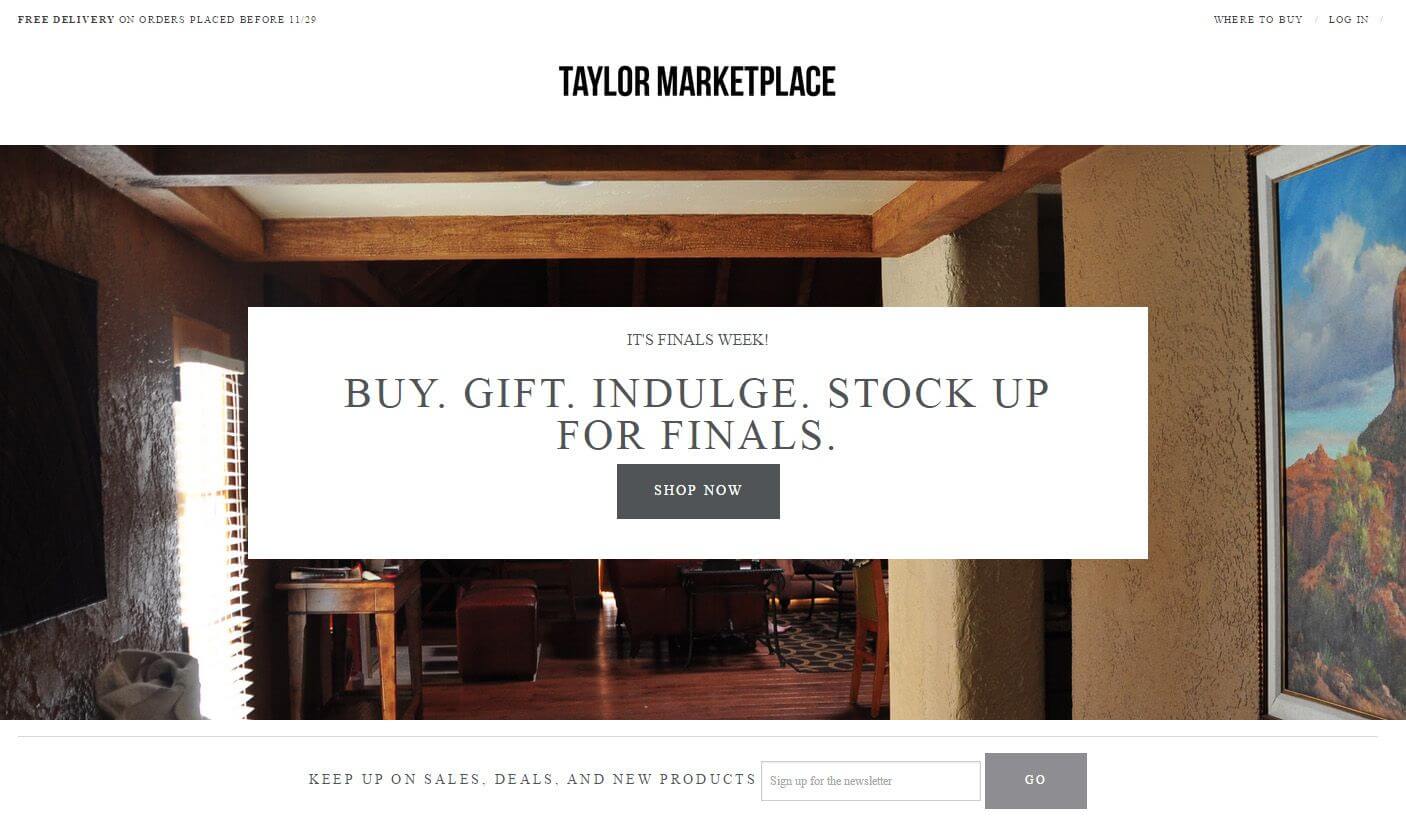 FREE DELIVERY ON ORDERS PLACED BEFORE 11/29
WHERE TO BUY / LOG IN /
TAYLOR MARKETPLACE
IT'S FINALS WEEK!
BUY. GIFT. INDULGE. STOCK UP
FOR FINALS.
SHOP NOW
KEEP UP ON SALES, DEALS, AND NEW PRODUCTS
Sign up for the newsletter
GO